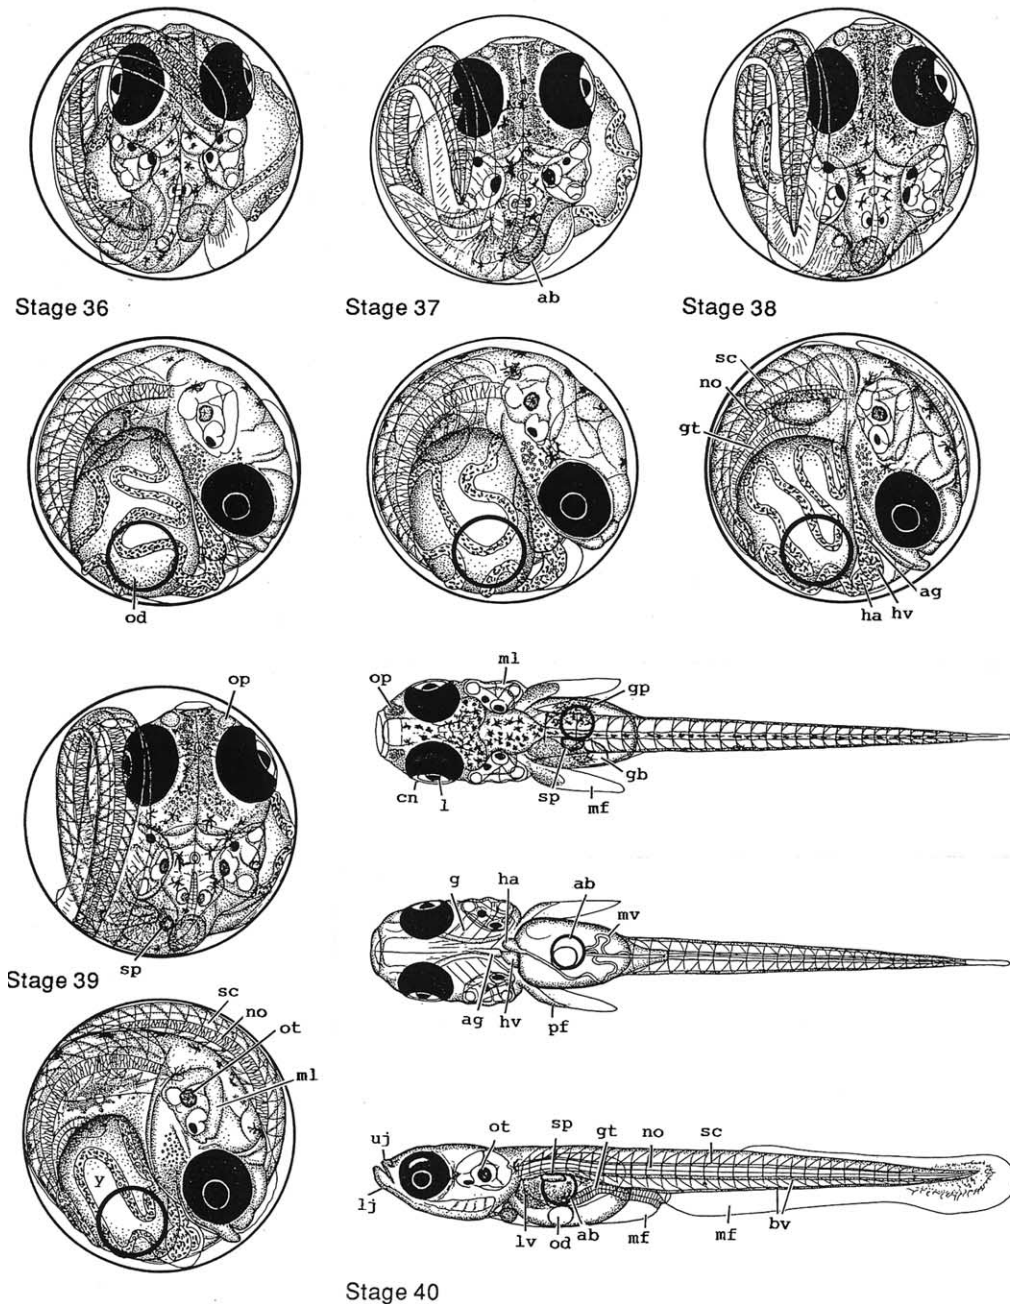 ab
Stage 36
Stage 37
Stage 38
sc
no
gt
od
ag
ha
hv
op
ml
op
gp
cn
l
sp
mf
gb
g
ha
ab
mv
sp
Stage 39
ag
hv
pf
sc
no
ot
ml
y
uj
lj
ot
sp
gt
no
sc
lv
od
ab
mf
mf
bv
Stage 40